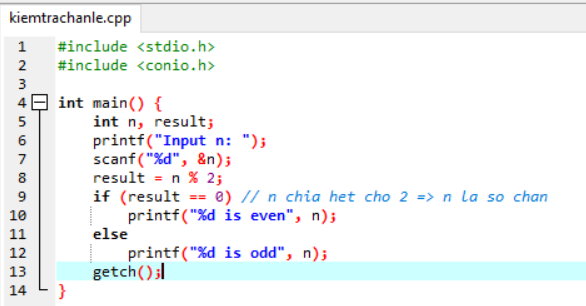 kiemtrachanle.cpp
1 #include <stdio.h>
2 #include <conio.h>
3
4 int main() {
5 int n, result;
6 printf("Input n: ");
7 scanf("%d", &n);
8 result = n % 2;
9 if (result == 0) // n chia het cho 2 => n la so chan
10 printf("%d is even", n);
11 else
12 printf("%d is odd", n);
13 getch();
14 }